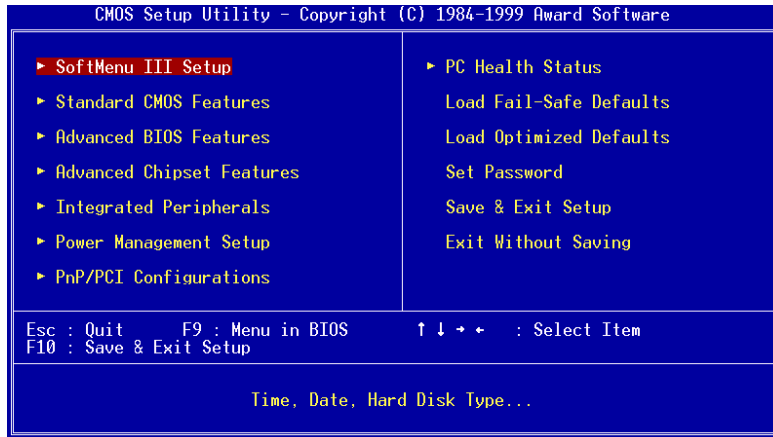 CMOS Setup Utility - Copyright (C) 1984-1999 Award Software
► SoftMenu III Setup
► Standard CMOS Features
► Advanced BIOS Features
► Advanced Chipset Features
► Integrated Peripherals
► Power Management Setup
► PnP/PCI Configurations
► PC Health Status
Load Fail-Safe Defaults
Load Optimized Defaults
Set Password
Save & Exit Setup
Exit Without Saving
Esc : Quit F9 : Menu in BIOS ↑ ↓ → ← : Select Item
F10 : Save & Exit Setup
Time, Date, Hard Disk Type...